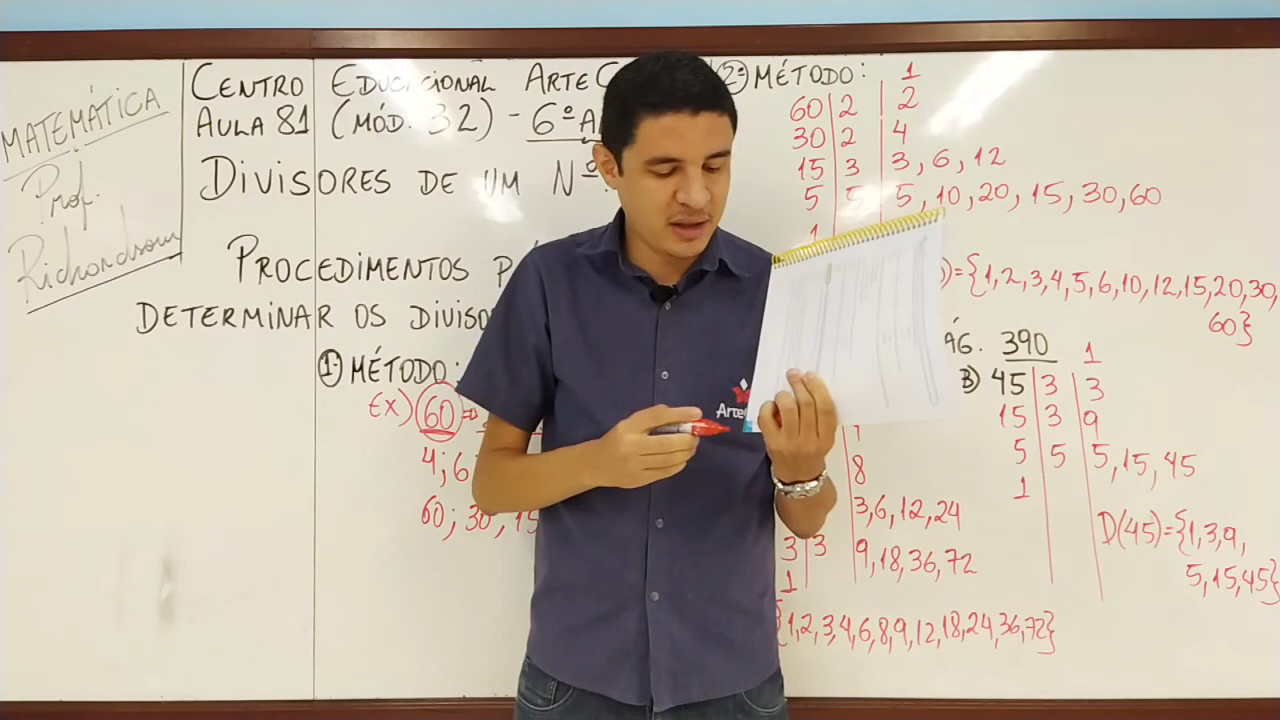 MATEMÁTICA
Prof.
Richardson
CENTRO EDUCACIONAL ARTE
AULA 81 (MÓD. 32) - 6º
DIVISORES DE UM Nº
PROCEDIMENTOS
DETERMINAR OS
1º MÉTODO:
EX) 60
4; 6
60; 30, 15
2º MÉTODO:
1
60 2 2
30 2 4
15 3 3, 6, 12
5 5 5, 10, 20, 15, 30, 60
1
)={1,2,3,4,5,6,10,12,15,20,30,
60}
390
1
B) 45 3 3
15 3 9
5 5 5, 15, 45
1
D(45)={1,3,9,
5,15,45}
8
3,6,12,24
3 3 9,18,36,72
1
{1,2,3,4,6,8,9,12,18,24,36,72}
Arte